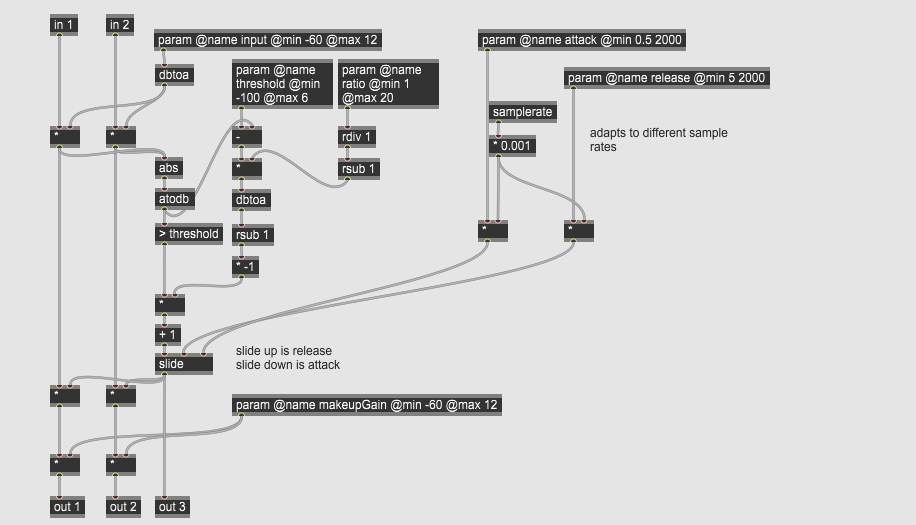 in 1
in 2
param @name input @min -60 @max 12
param @name attack @min 0.5 2000
dbtoa
param @name
threshold @min
-100 @max 6
param @name
ratio @min 1
@max 20
param @name release @min 5 2000
samplerate
*
*
-
rdiv 1
* 0.001
adapts to different sample
rates
abs
*
rsub 1
atodb
dbtoa
> threshold
rsub 1
*
*
* -1
*
+ 1
slide
slide up is release
slide down is attack
*
*
param @name makeupGain @min -60 @max 12
*
*
out 1
out 2
out 3